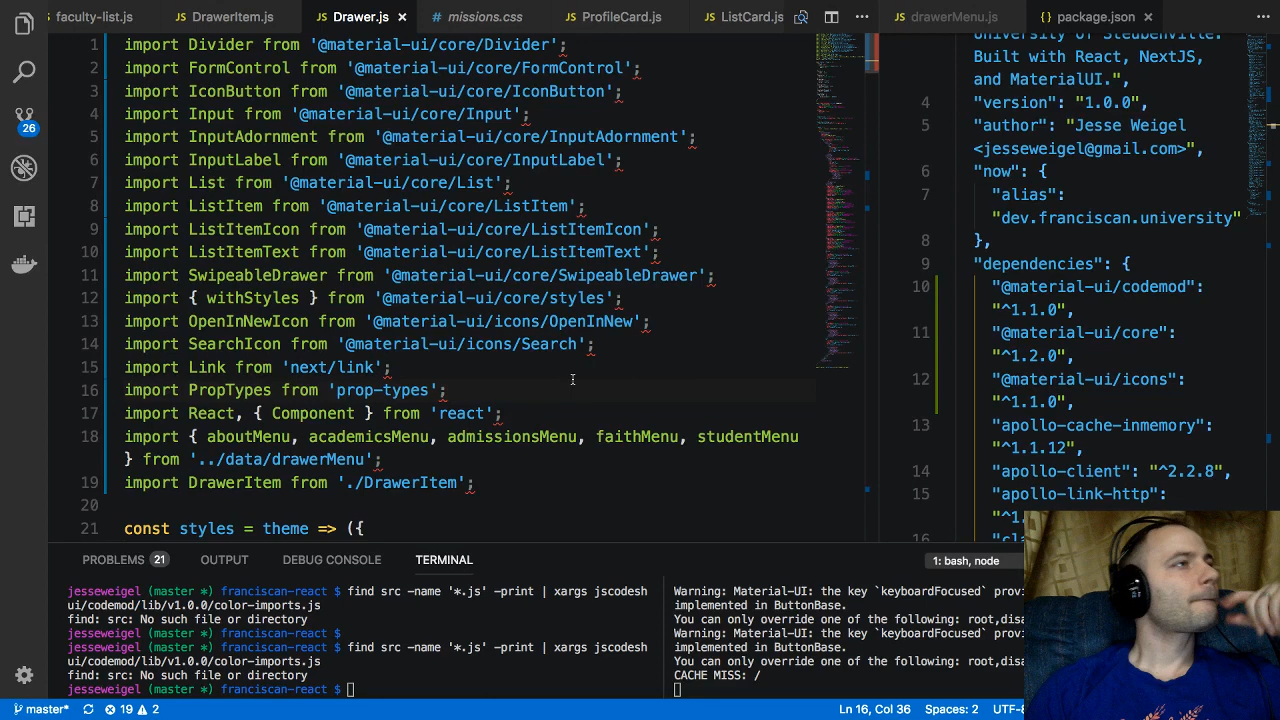 faculty-list.js DrawerItem.js Drawer.js missions.css ProfileCard.js ListCard.js drawerMenu.js package.json
1 import Divider from '@material-ui/core/Divider';
2 import FormControl from '@material-ui/core/FormControl';
3 import IconButton from '@material-ui/core/IconButton';
4 import Input from '@material-ui/core/Input';
5 import InputAdornment from '@material-ui/core/InputAdornment';
6 import InputLabel from '@material-ui/core/InputLabel';
7 import List from '@material-ui/core/List';
8 import ListItem from '@material-ui/core/ListItem';
9 import ListItemIcon from '@material-ui/core/ListItemIcon';
10 import ListItemText from '@material-ui/core/ListItemText';
11 import SwipeableDrawer from '@material-ui/core/SwipeableDrawer';
12 import { withStyles } from '@material-ui/core/styles';
13 import OpenInNewIcon from '@material-ui/icons/OpenInNew';
14 import SearchIcon from '@material-ui/icons/Search';
15 import Link from 'next/link';
16 import PropTypes from 'prop-types';
17 import React, { Component } from 'react';
18 import { aboutMenu, academicsMenu, admissionsMenu, faithMenu, studentMenu
} from '../data/drawerMenu';
19 import DrawerItem from './DrawerItem';
20
21 const styles = theme => ({
University of Steubenville.
Built with React, NextJS,
and MaterialUI.",
4 "version": "1.0.0",
5 "author": "Jesse Weigel
<jesseweigel@gmail.com>",
6 "now": {
7 "alias":
"dev.franciscan.university"
8 },
9 "dependencies": {
10 "@material-ui/codemod":
"^1.1.0",
11 "@material-ui/core":
"^1.2.0",
12 "@material-ui/icons":
"^1.1.0",
13 "apollo-cache-inmemory":
"^1.1.12",
14 "apollo-client": "^2.2.8",
15 "apollo-link-http":
"^1.
16
26
PROBLEMS 21 OUTPUT DEBUG CONSOLE TERMINAL 1: bash, node
jesseweigel (master *) franciscan-react $ find src -name '*.js' -print | xargs jscodesh
ui/codemod/lib/v1.0.0/color-imports.js
find: src: No such file or directory
jesseweigel (master *) franciscan-react $
jesseweigel (master *) franciscan-react $ find src -name '*.js' -print | xargs jscodesh
ui/codemod/lib/v1.0.0/color-imports.js
find: src: No such file or directory
jesseweigel (master *) franciscan-react $
Warning: Material-UI: the key `keyboardFocused` provi
implemented in ButtonBase.
You can only override one of the following: root,disa
Warning: Material-UI: the key `keyboardFocused` provi
implemented in ButtonBase.
You can only override one of the following: root,disa
CACHE MISS: /
master* 19 2 Ln 16, Col 36 Spaces: 2 UTF-8